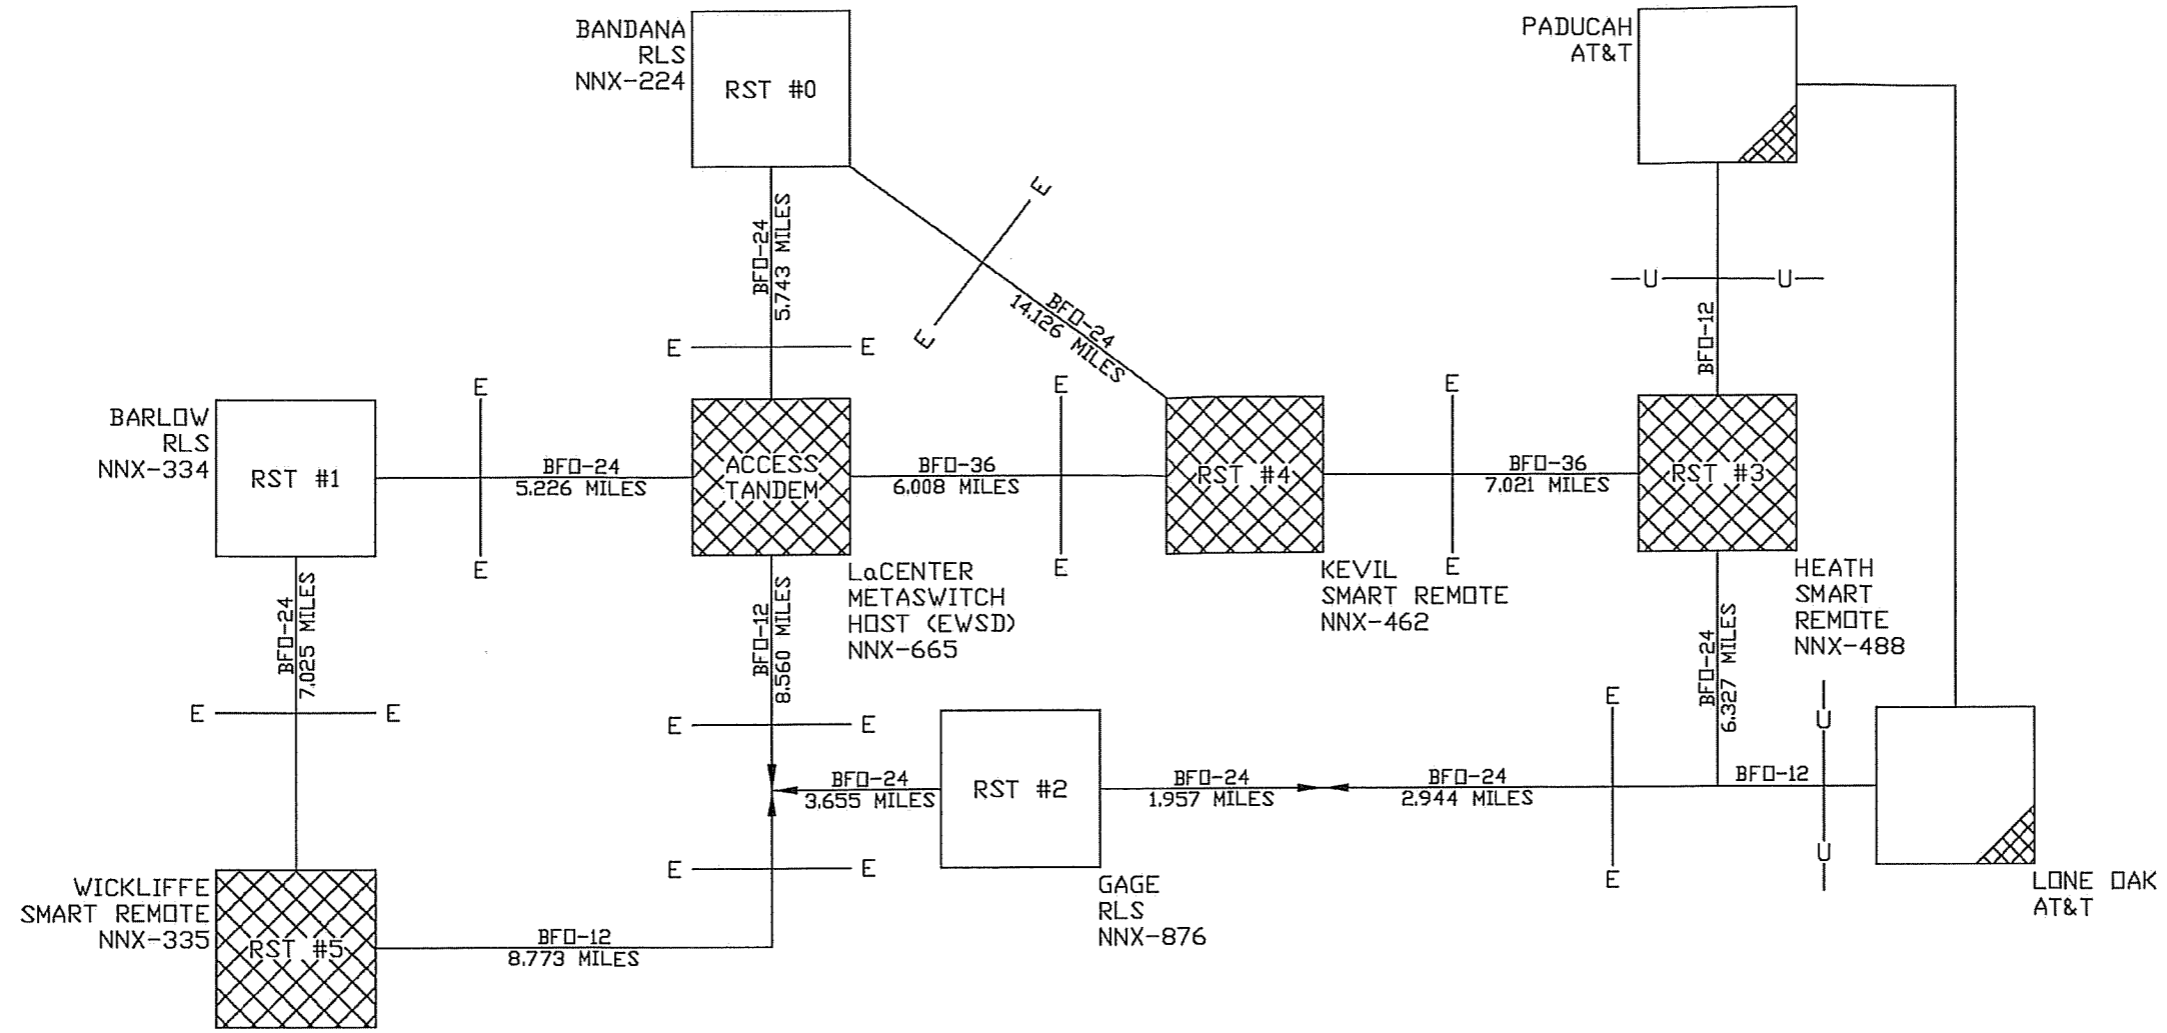 BANDANA
RLS
NNX-224
RST #0
PADUCAH
AT&T
BFO-24
5.743 MILES
E
E
BFO-24
14.126 MILES
E
E
U
U
BFO-12
BARLOW
RLS
NNX-334
RST #1
E
E
BFO-24
5.226 MILES
ACCESS
TANDEM
LaCENTER
METASWITCH
HOST (EWSD)
NNX-665
BFO-36
6.008 MILES
E
E
RST #4
KEVIL
SMART REMOTE
NNX-462
E
E
BFO-36
7.021 MILES
RST #3
HEATH
SMART
REMOTE
NNX-488
BFO-24
7.025 MILES
E
E
BFO-12
8.560 MILES
E
E
BFO-24
6.327 MILES
BFO-24
3.655 MILES
RST #2
GAGE
RLS
NNX-876
BFO-24
1.957 MILES
BFO-24
2.944 MILES
E
E
BFO-12
U
U
LONE OAK
AT&T
WICKLIFFE
SMART REMOTE
NNX-335
RST #5
BFO-12
8.773 MILES
E
E